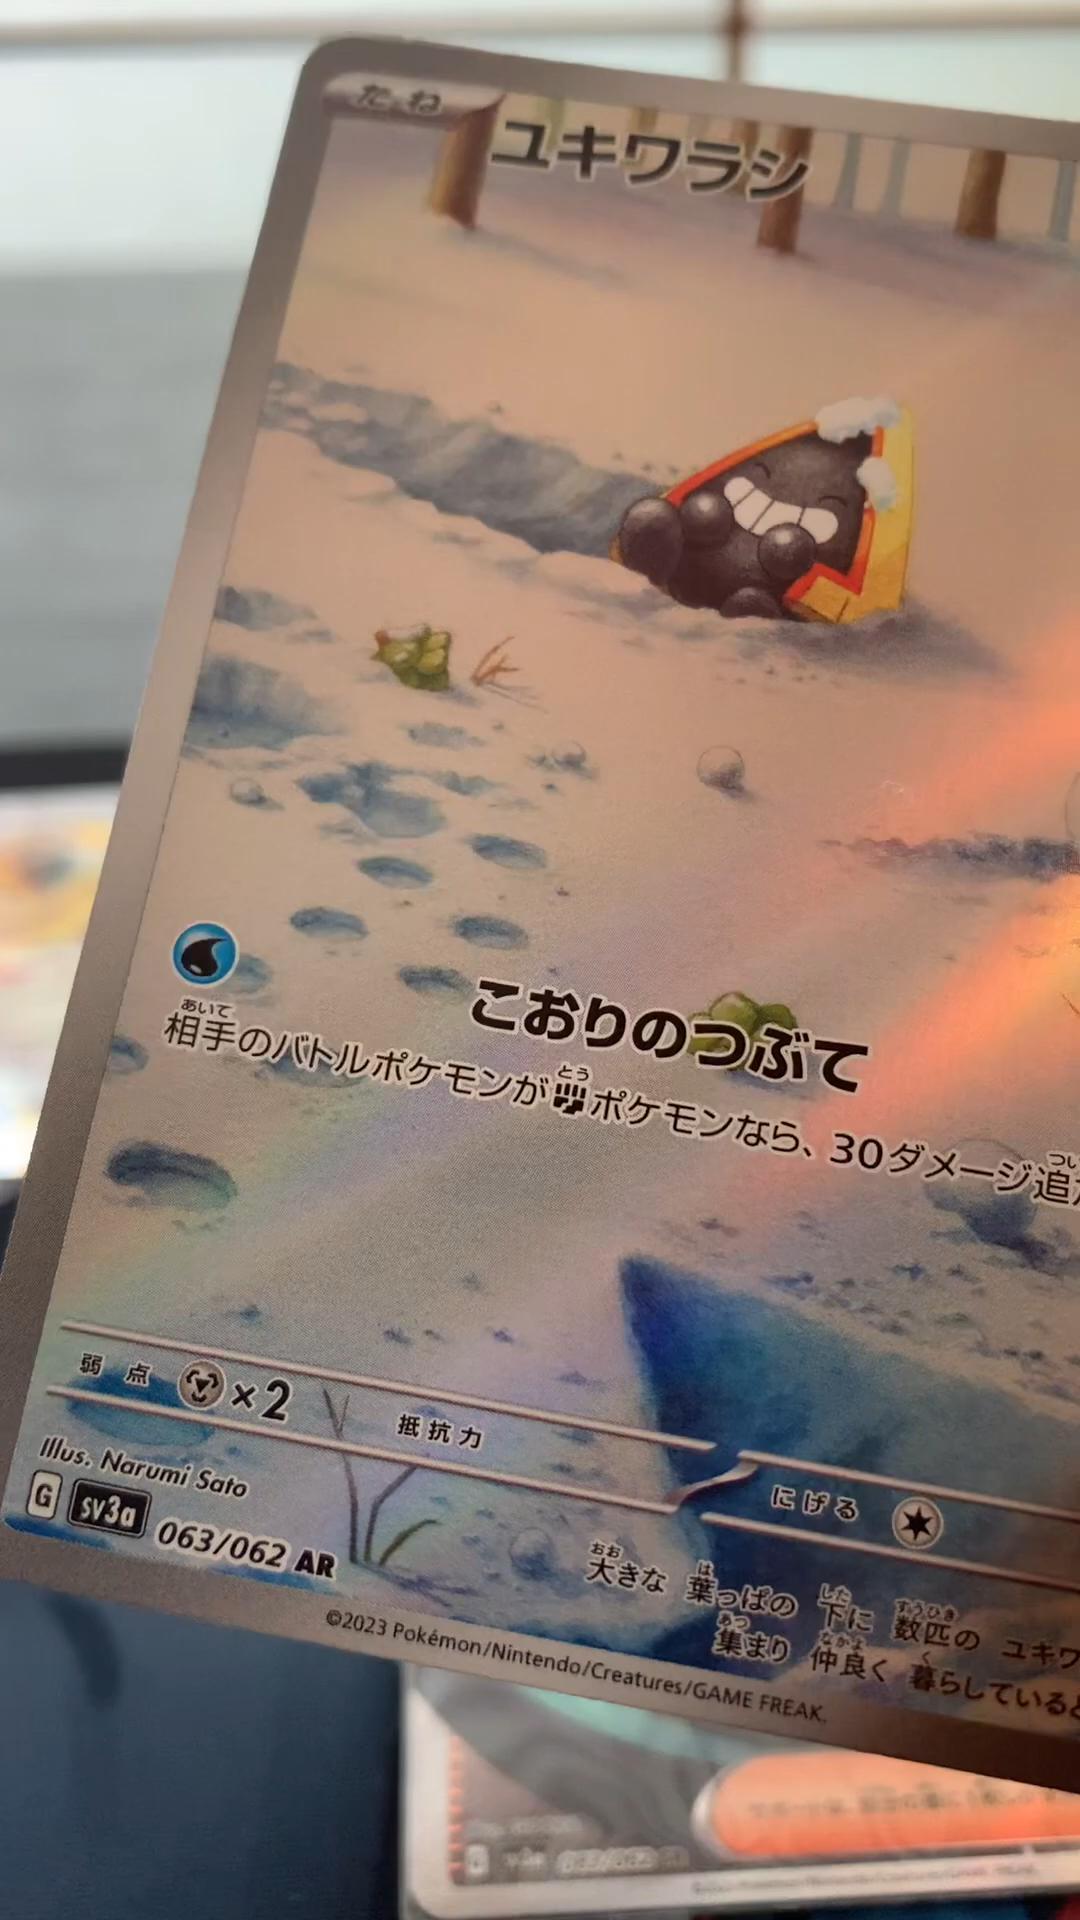 たね
ユキワラシ
こおりのつぶて
あいて とう つい
相手のバトルポケモンがポケモンなら、30ダメージ追
弱点 ×2 抵抗力
にげる
Illus. Narumi Sato
G SV3a 063/062 AR
おお は した すうひき
大きな 葉っぱの 下に 数匹の ユキワ
あつ なかよ く
集まり 仲良く 暮らしていると
©2023 Pokémon/Nintendo/Creatures/GAME FREAK.